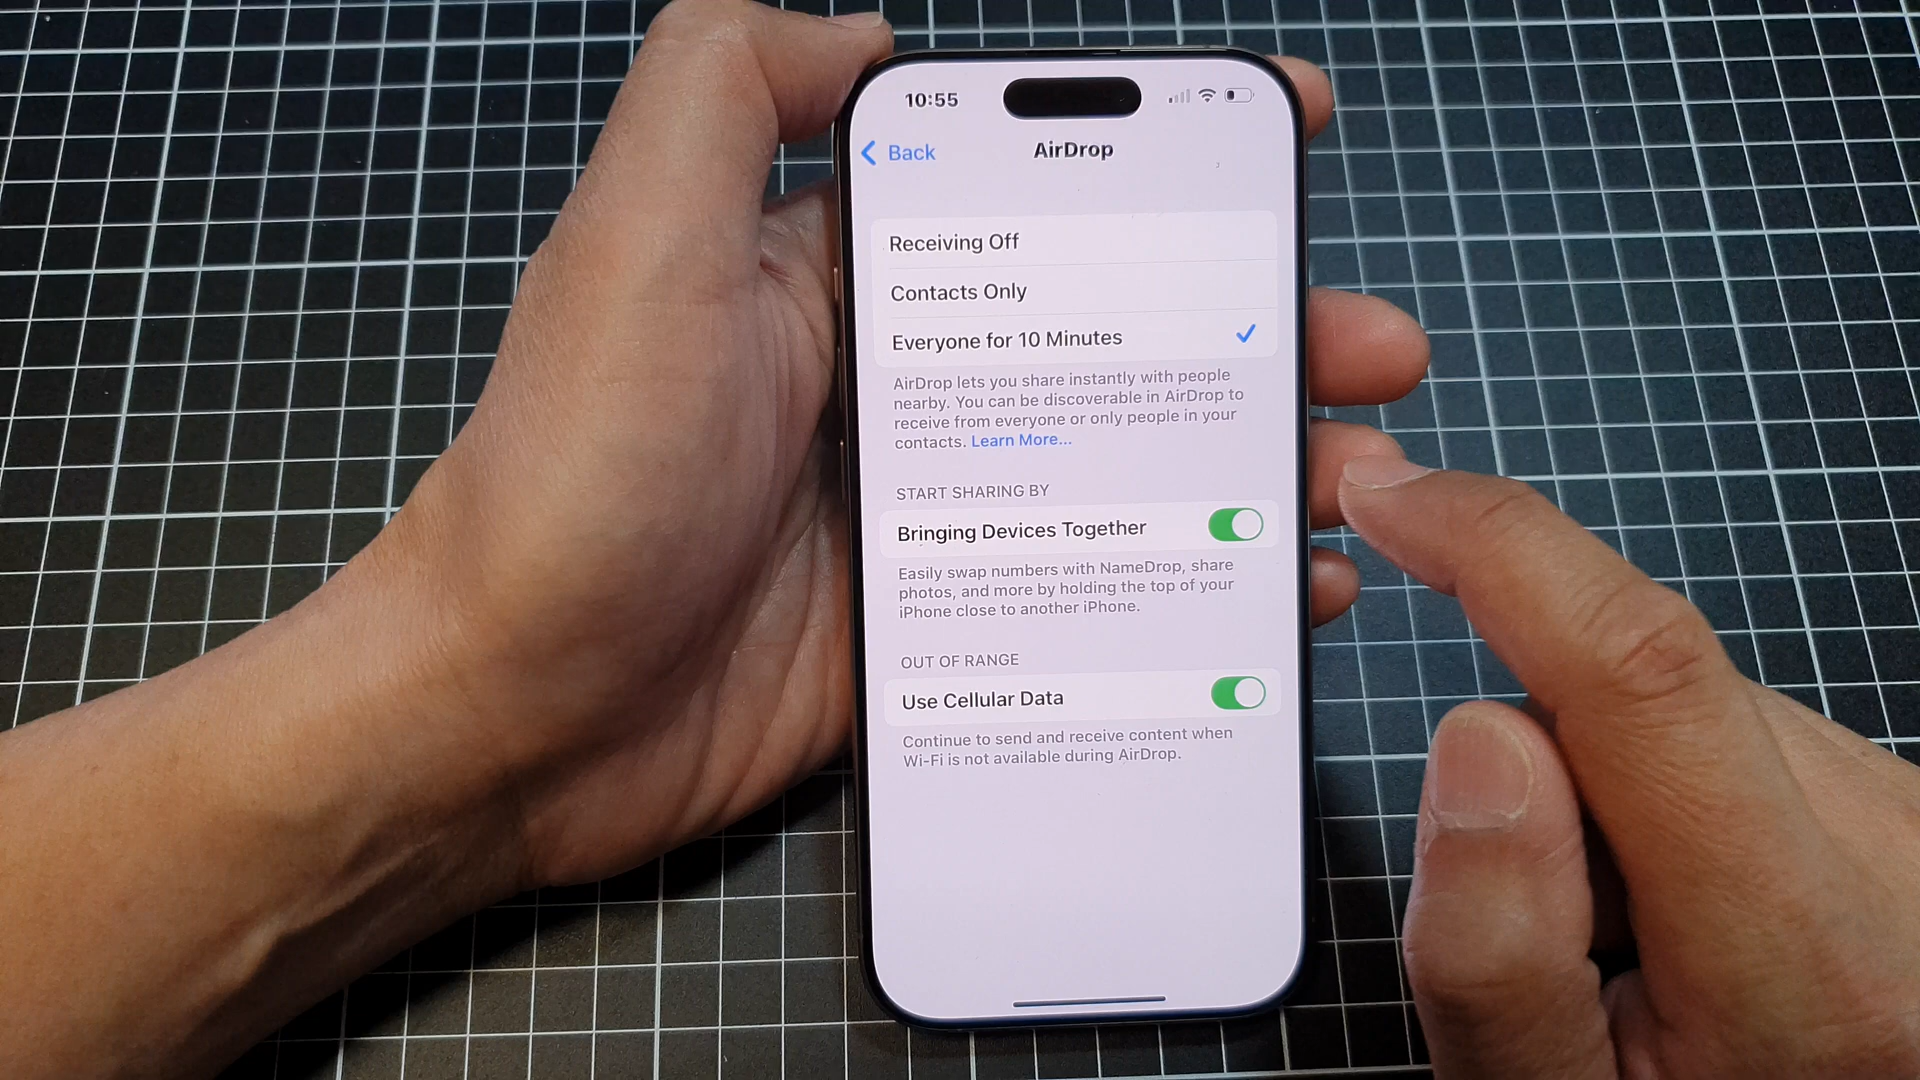 10:55
Back
AirDrop
Receiving Off
Contacts Only
Everyone for 10 Minutes
AirDrop lets you share instantly with people
nearby. You can be discoverable in AirDrop to
receive from everyone or only people in your
contacts. Learn More...
START SHARING BY
Bringing Devices Together
Easily swap numbers with NameDrop, share
photos, and more by holding the top of your
iPhone close to another iPhone.
OUT OF RANGE
Use Cellular Data
Continue to send and receive content when
Wi-Fi is not available during AirDrop.